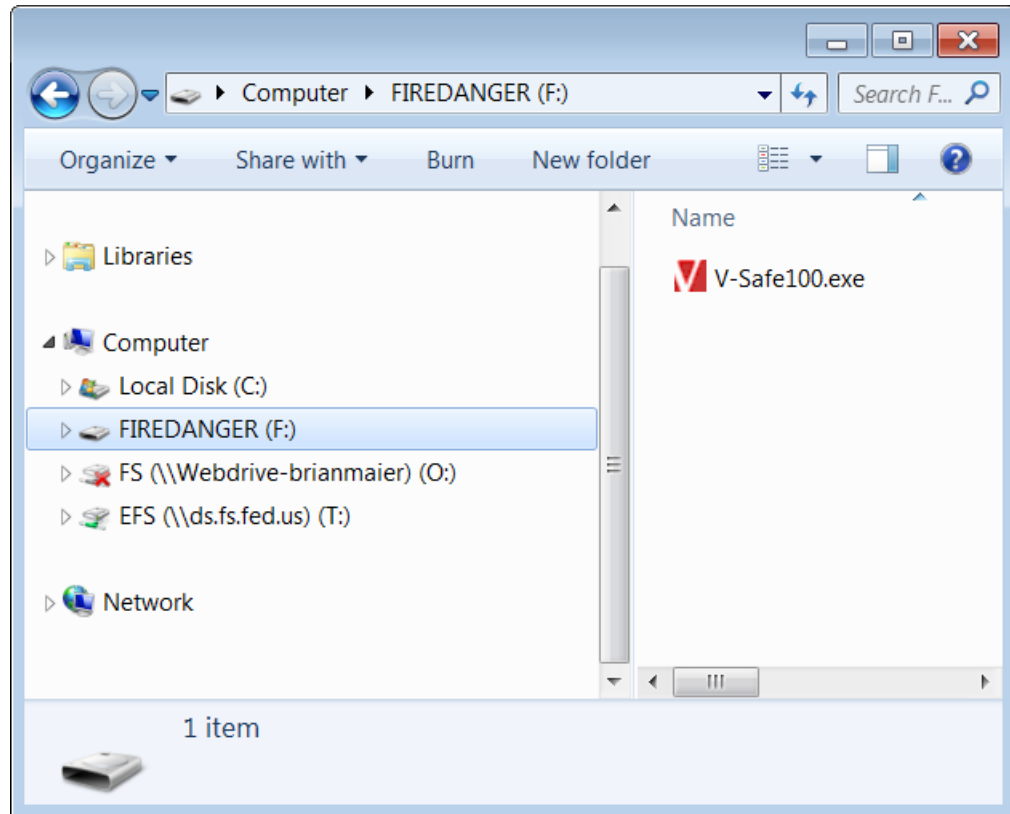 Computer FIREDANGER (F:) Search F...
Organize Share with Burn New folder
Name
Libraries
V-Safe100.exe
Computer
Local Disk (C:)
FIREDANGER (F:)
FS (\\Webdrive-brianmaier) (O:)
EFS (\\ds.fs.fed.us) (T:)
Network
1 item